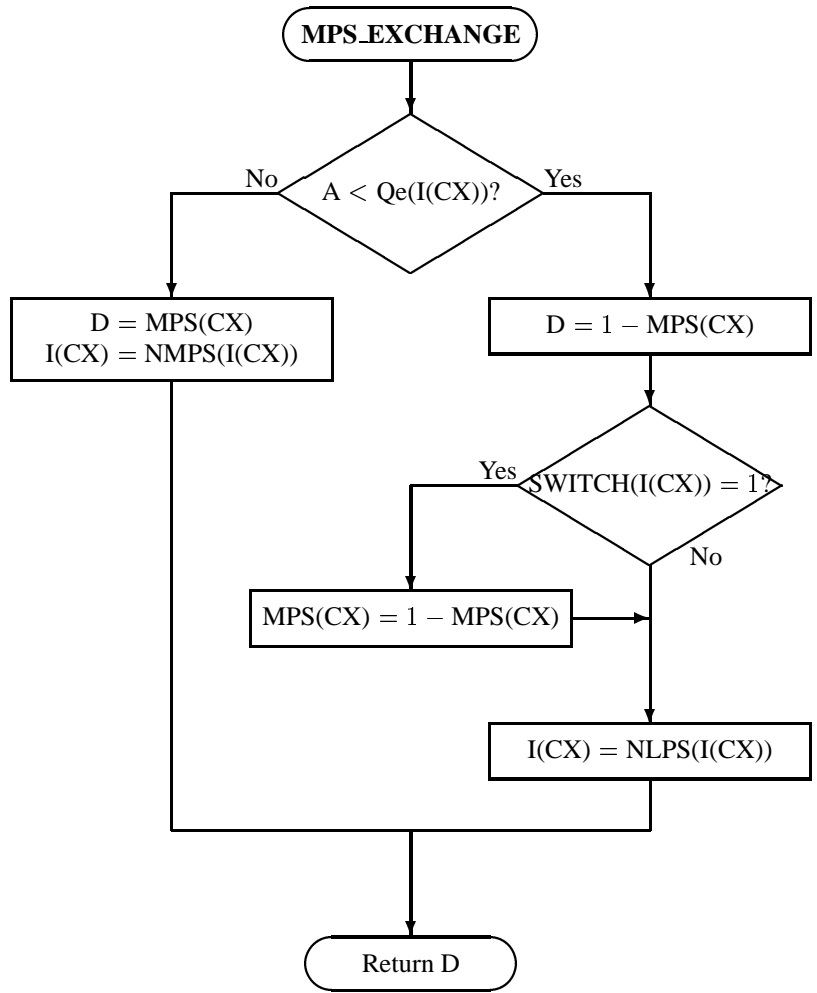 MPS_EXCHANGE
A < Qe(I(CX))?
No
Yes
D = MPS(CX)
I(CX) = NMPS(I(CX))
D = 1 − MPS(CX)
SWITCH(I(CX)) = 1?
Yes
No
MPS(CX) = 1 − MPS(CX)
I(CX) = NLPS(I(CX))
Return D